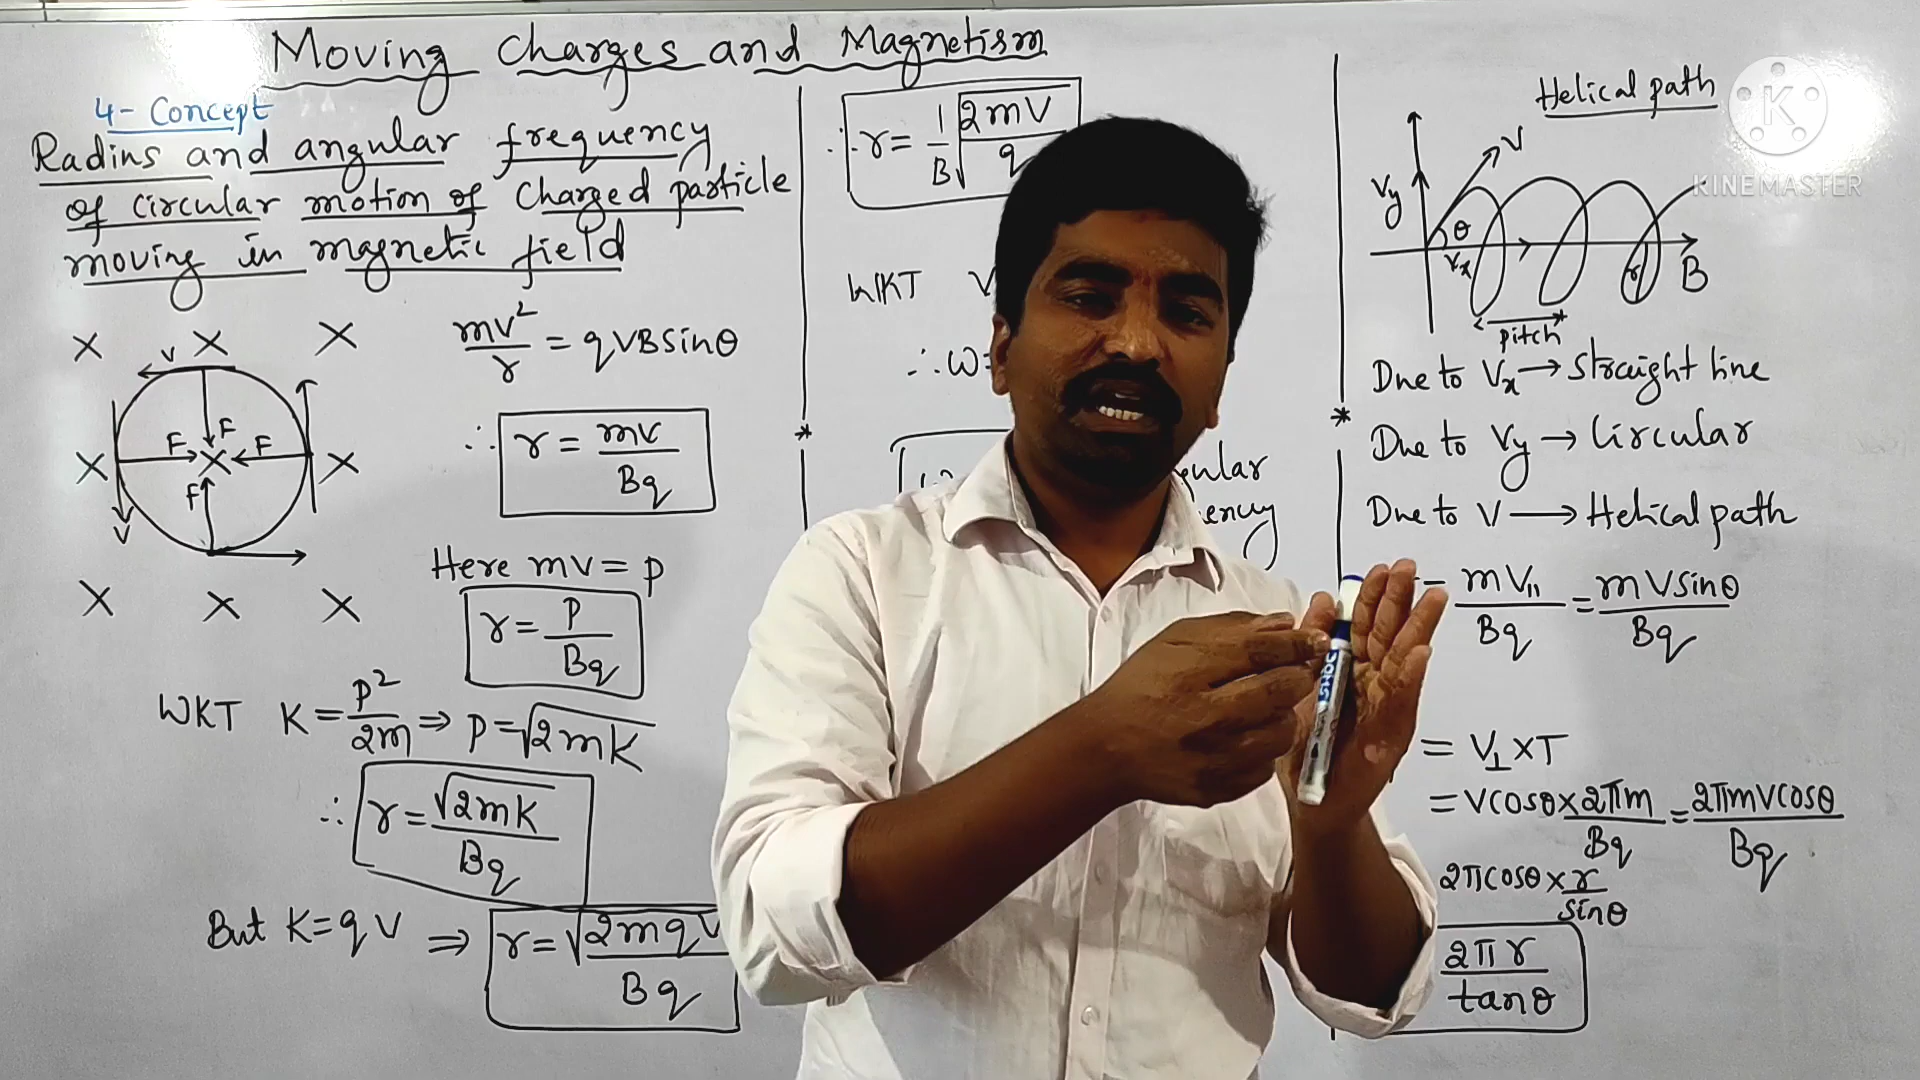 Moving Charges and Magnetism
4- Concept
Radius and angular frequency
of circular motion of Charged particle
moving in magnetic field
X X X
V
F F F
X X X
F
V
X X X
mv²/r = qVBsinθ
∴ r = mv/Bq
Here mv = p
r = p/Bq
WKT K = p²/2m ⇒ p = √2mK
∴ r = √2mK/Bq
But K = qV ⇒ r = √2mqV/Bq
∴ r = 1/B √2mV/q
WKT V
∴ W=
Helical path
V
Vy
θ
Vx
r
B
pitch
Due to Vx → Straight line
Due to Vy → Circular
Due to V → Helical path
mV॥/Bq = mVsinθ/Bq
= V⊥ × T
= Vcosθ × 2πm/Bq = 2πmVcosθ/Bq
2πcosθ × r/sinθ
2πr/tanθ
K
KINEMASTER
DOMS